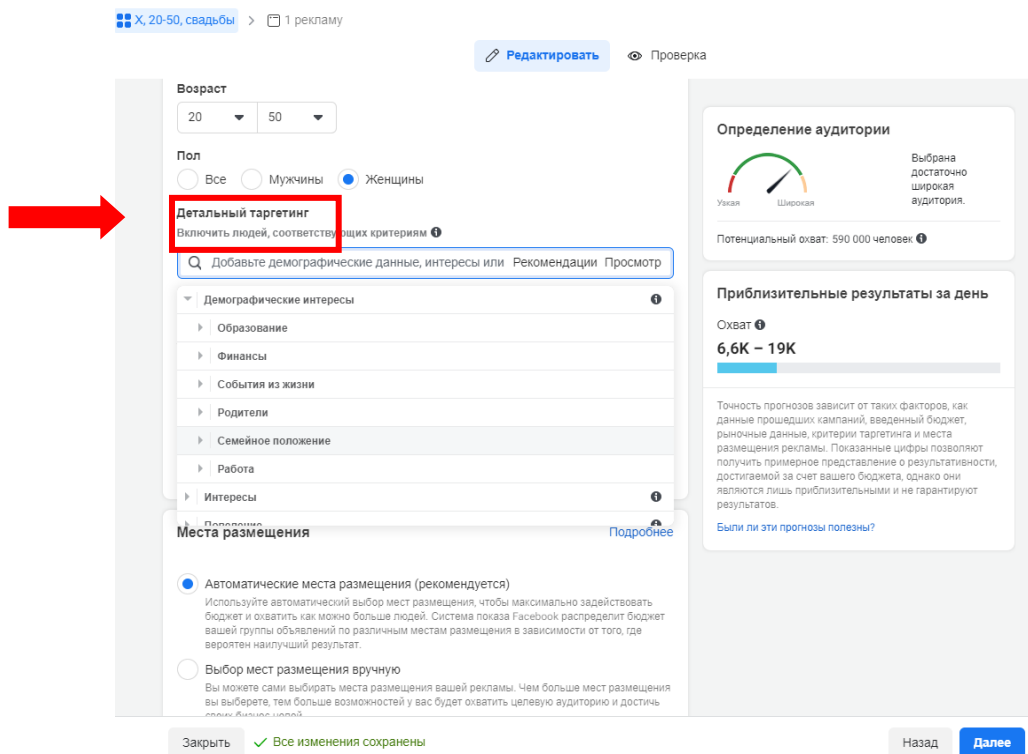 Х, 20-50, свадьбы > 1 рекламу
Редактировать Проверка
Возраст
20 50
Пол
Все Мужчины Женщины
Детальный таргетинг
Включить людей, соответствующих критериям
Добавьте демографические данные, интересы или Рекомендации Просмотр
Демографические интересы
Образование
Финансы
События из жизни
Родители
Семейное положение
Работа
Интересы
Поведение
Места размещения Подробнее
Автоматические места размещения (рекомендуется)
Используйте автоматический выбор мест размещения, чтобы максимально задействовать
бюджет и охватить как можно больше людей. Система показа Facebook распределит бюджет
вашей группы объявлений по различным местам размещения в зависимости от того, где
вероятен наилучший результат.
Выбор мест размещения вручную
Вы можете сами выбирать места размещения вашей рекламы. Чем больше мест размещения
вы выберете, тем больше возможностей у вас будет охватить целевую аудиторию и достичь
своих бизнес-целей.
Определение аудитории
Узкая Широкая
Выбрана
достаточно
широкая
аудитория.
Потенциальный охват: 590 000 человек
Приблизительные результаты за день
Охват
6,6K – 19K
Точность прогнозов зависит от таких факторов, как
данные прошедших кампаний, введенный бюджет,
рыночные данные, критерии таргетинга и места
размещения рекламы. Показанные цифры позволяют
получить примерное представление о результативности,
достигаемой за счет вашего бюджета, однако они
являются лишь приблизительными и не гарантируют
результатов.
Были ли эти прогнозы полезны?
Закрыть Все изменения сохранены Назад Далее